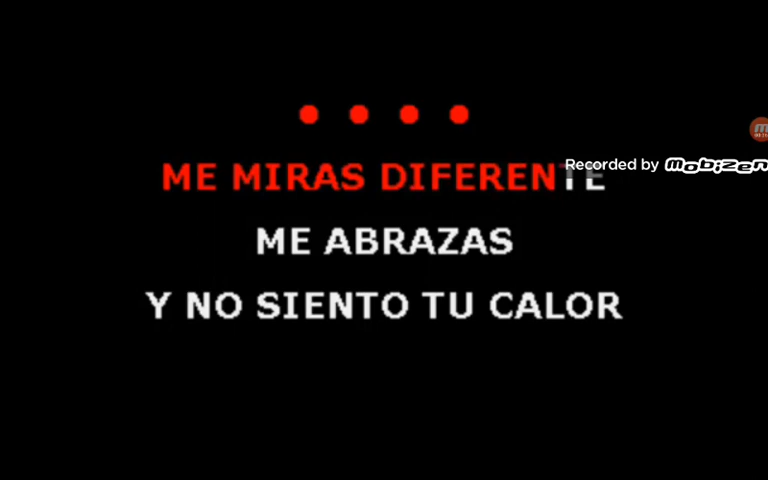 Recorded by mobizen
ME MIRAS DIFERENTE
ME ABRAZAS
Y NO SIENTO TU CALOR